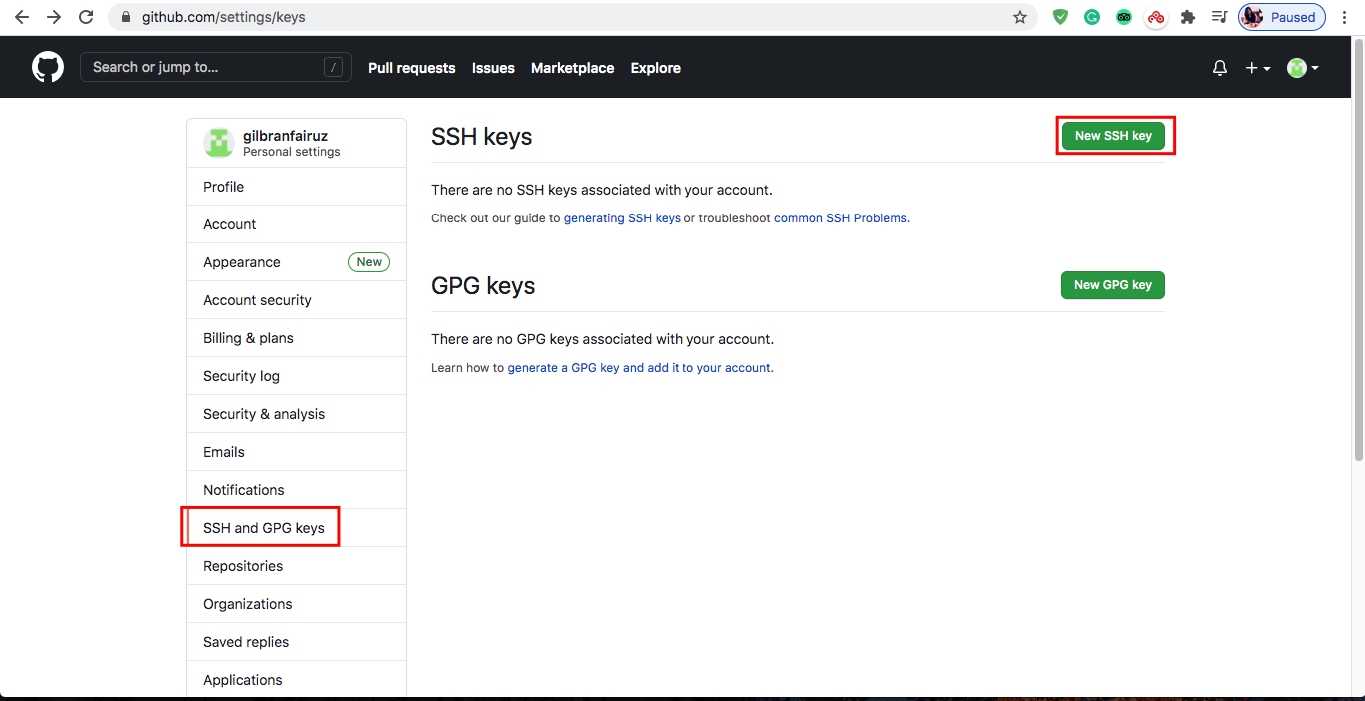 github.com/settings/keys
Paused
Search or jump to...
/
Pull requests
Issues
Marketplace
Explore
gilbranfairuz
Personal settings
Profile
Account
Appearance
New
Account security
Billing & plans
Security log
Security & analysis
Emails
Notifications
SSH and GPG keys
Repositories
Organizations
Saved replies
Applications
SSH keys
New SSH key
There are no SSH keys associated with your account.
Check out our guide to generating SSH keys or troubleshoot common SSH Problems.
GPG keys
New GPG key
There are no GPG keys associated with your account.
Learn how to generate a GPG key and add it to your account.